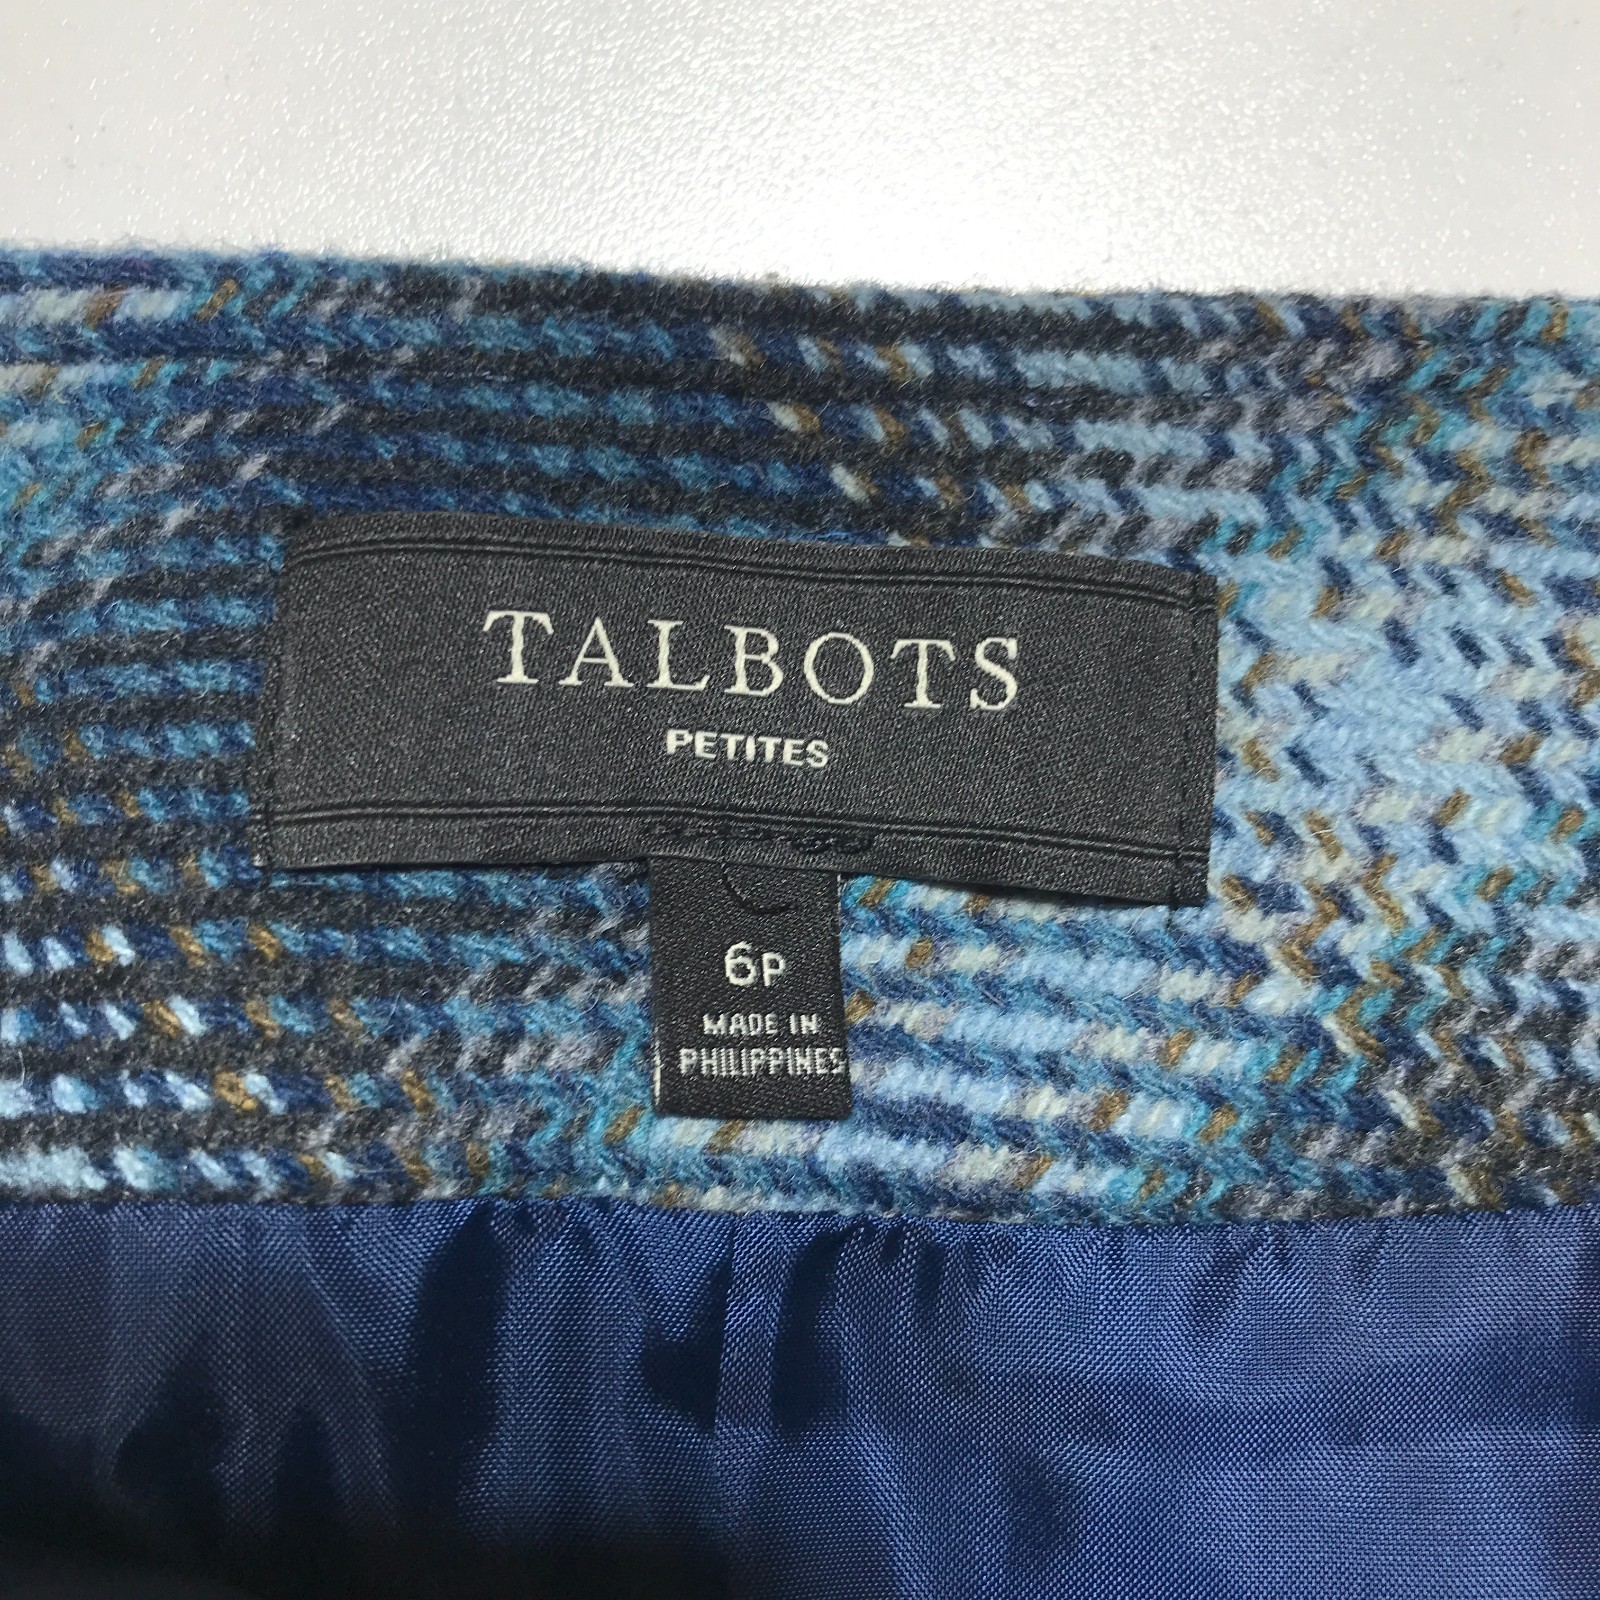 TALBOTS
PETITES
6P
MADE IN
PHILIPPINES